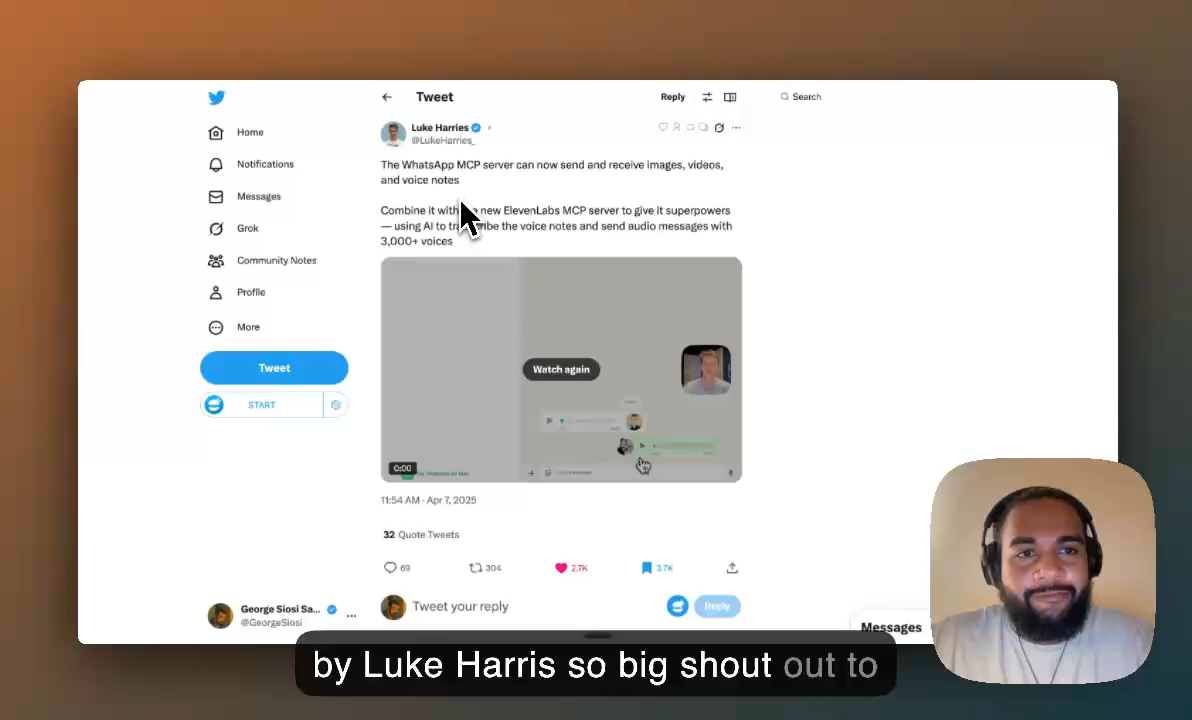 Tweet
Reply
Search
Home
Notifications
Messages
Grok
Community Notes
Profile
More
Tweet
START
George Siosi Sa...
@GeorgeSiosi
Luke Harries
@LukeHarries_
The WhatsApp MCP server can now send and receive images, videos,
and voice notes
Combine it with new ElevenLabs MCP server to give it superpowers
— using AI to the voice notes and send audio messages with
3,000+ voices
Watch again
0:00
11:54 AM · Apr 7, 2025
32 Quote Tweets
69
304
2.7K
3.7K
Tweet your reply
Reply
Messages
by Luke Harris so big shout out to